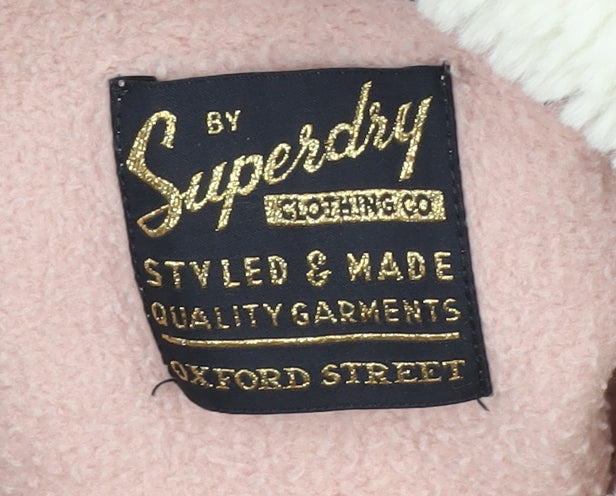 BY
Superdry
CLOTHING CO
STYLED & MADE
QUALITY GARMENTS
OXFORD STREET